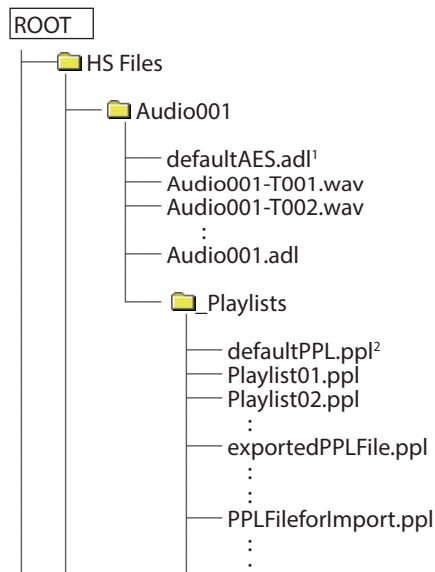 ROOT
HS Files
Audio001
defaultAES.adl¹
Audio001-T001.wav
Audio001-T002.wav
:
Audio001.adl
_Playlists
defaultPPL.ppl²
Playlist01.ppl
Playlist02.ppl
:
exportedPPLFile.ppl
:
:
PPLFileforImport.ppl
:
: